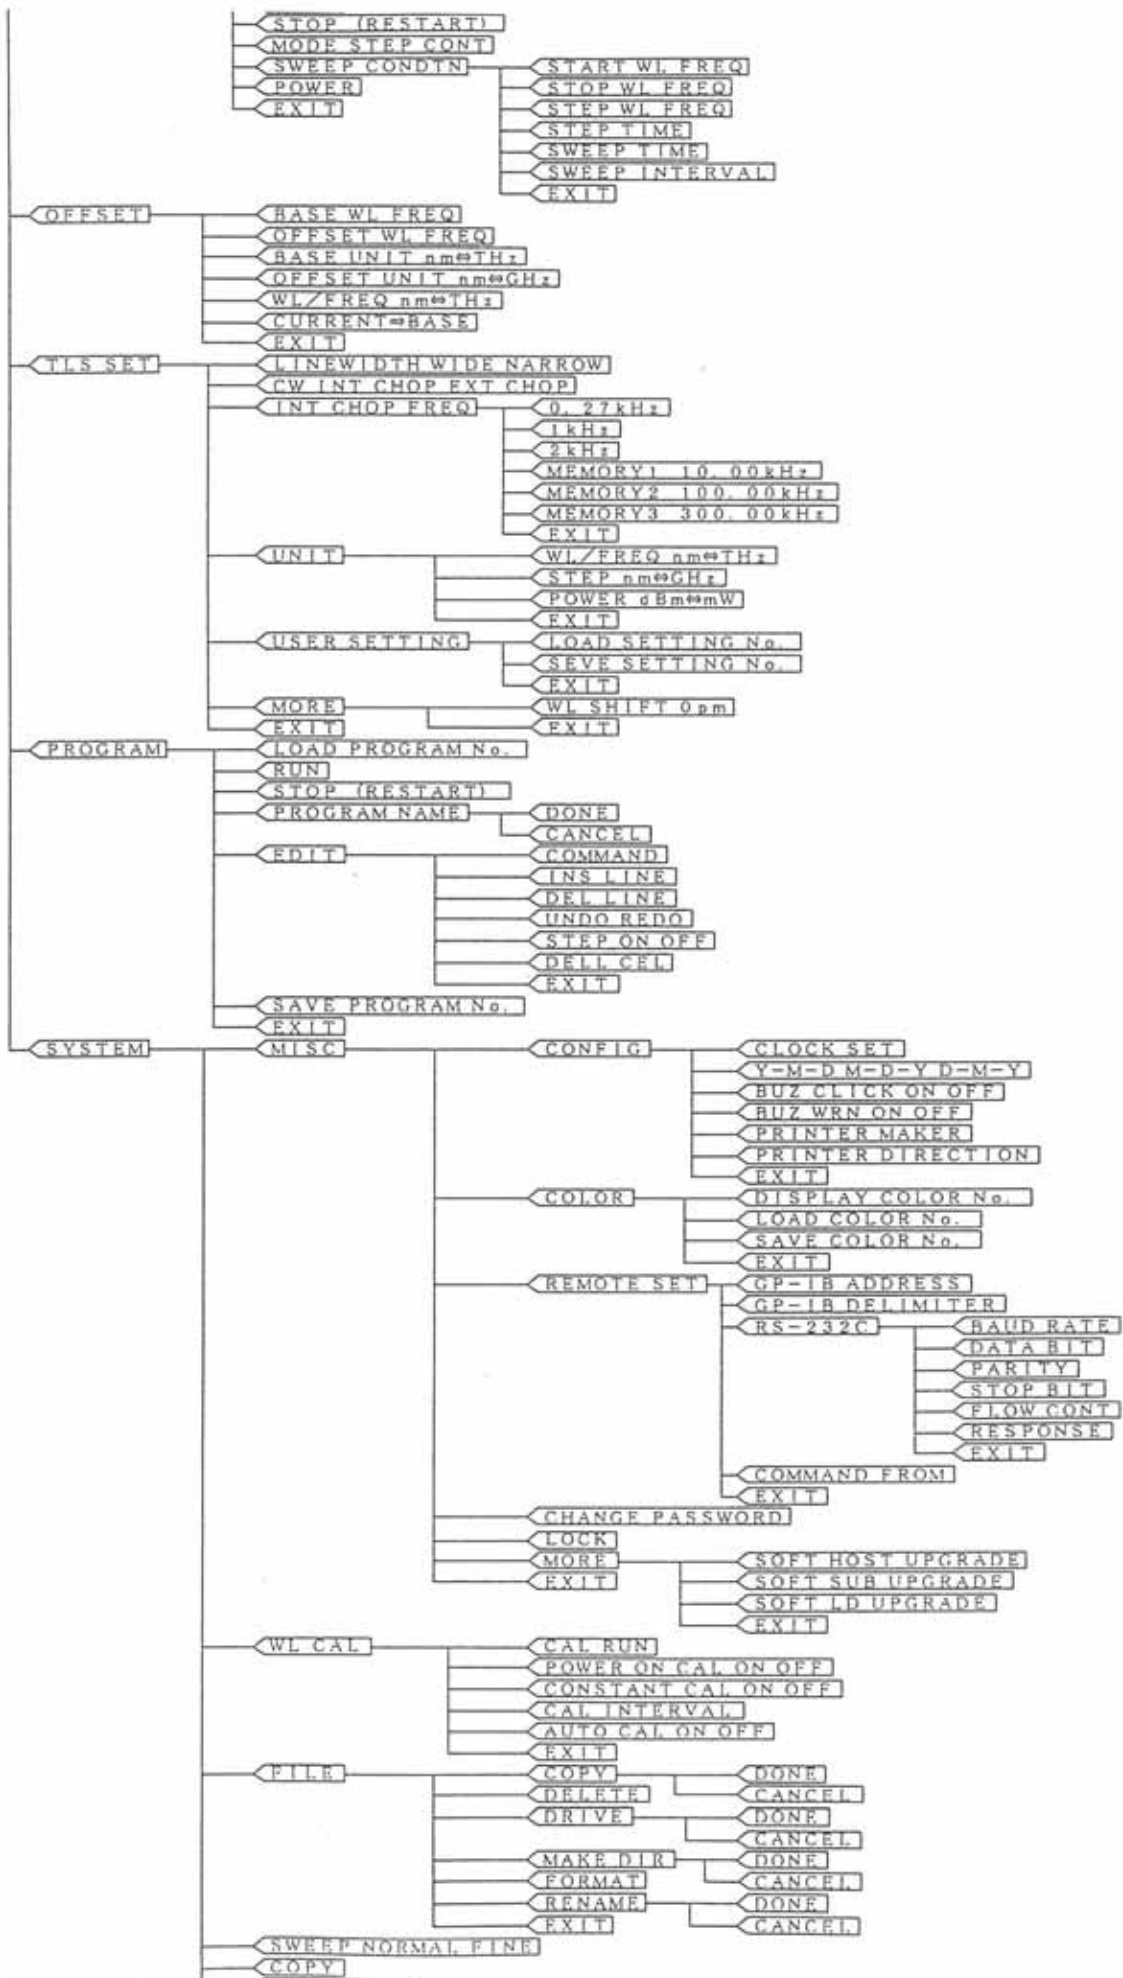 STOP (RESTART)
MODE STEP CONT
SWEEP CONDTN
START WL FREQ
STOP WL FREQ
STEP WL FREQ
STEP TIME
SWEEP TIME
SWEEP INTERVAL
EXIT
POWER
EXIT
OFFSET
BASE WL FREQ
OFFSET WL FREQ
BASE UNIT nm⇔THz
OFFSET UNIT nm⇔GHz
WL/FREQ nm⇔THz
CURRENT⇒BASE
EXIT
TLS SET
LINEWIDTH WIDE NARROW
CW INT CHOP EXT CHOP
INT CHOP FREQ
0.27kHz
1kHz
2kHz
MEMORY1 10.00kHz
MEMORY2 100.00kHz
MEMORY3 300.00kHz
EXIT
UNIT
WL/FREQ nm⇔THz
STEP nm⇔GHz
POWER dBm⇔mW
EXIT
USER SETTING
LOAD SETTING No.
SEVE SETTING No.
EXIT
MORE
WL SHIFT 0pm
EXIT
EXIT
PROGRAM
LOAD PROGRAM No.
RUN
STOP (RESTART)
PROGRAM NAME
DONE
CANCEL
EDIT
COMMAND
INS LINE
DEL LINE
UNDO REDO
STEP ON OFF
DELL CEL
EXIT
SAVE PROGRAM No.
EXIT
SYSTEM
MISC
CONFIG
CLOCK SET
Y-M-D M-D-Y D-M-Y
BUZ CLICK ON OFF
BUZ WRN ON OFF
PRINTER MAKER
PRINTER DIRECTION
EXIT
COLOR
DISPLAY COLOR No.
LOAD COLOR No.
SAVE COLOR No.
EXIT
REMOTE SET
GP-IB ADDRESS
GP-IB DELIMITER
RS-232C
BAUD RATE
DATA BIT
PARITY
STOP BIT
FLOW CONT
RESPONSE
EXIT
COMMAND FROM
EXIT
CHANGE PASSWORD
LOCK
MORE
SOFT HOST UPGRADE
SOFT SUB UPGRADE
SOFT LD UPGRADE
EXIT
EXIT
WL CAL
CAL RUN
POWER ON CAL ON OFF
CONSTANT CAL ON OFF
CAL INTERVAL
AUTO CAL ON OFF
EXIT
FILE
COPY
DONE
CANCEL
DELETE
DRIVE
DONE
CANCEL
MAKE DIR
DONE
CANCEL
FORMAT
RENAME
DONE
CANCEL
EXIT
SWEEP NORMAL FINE
COPY